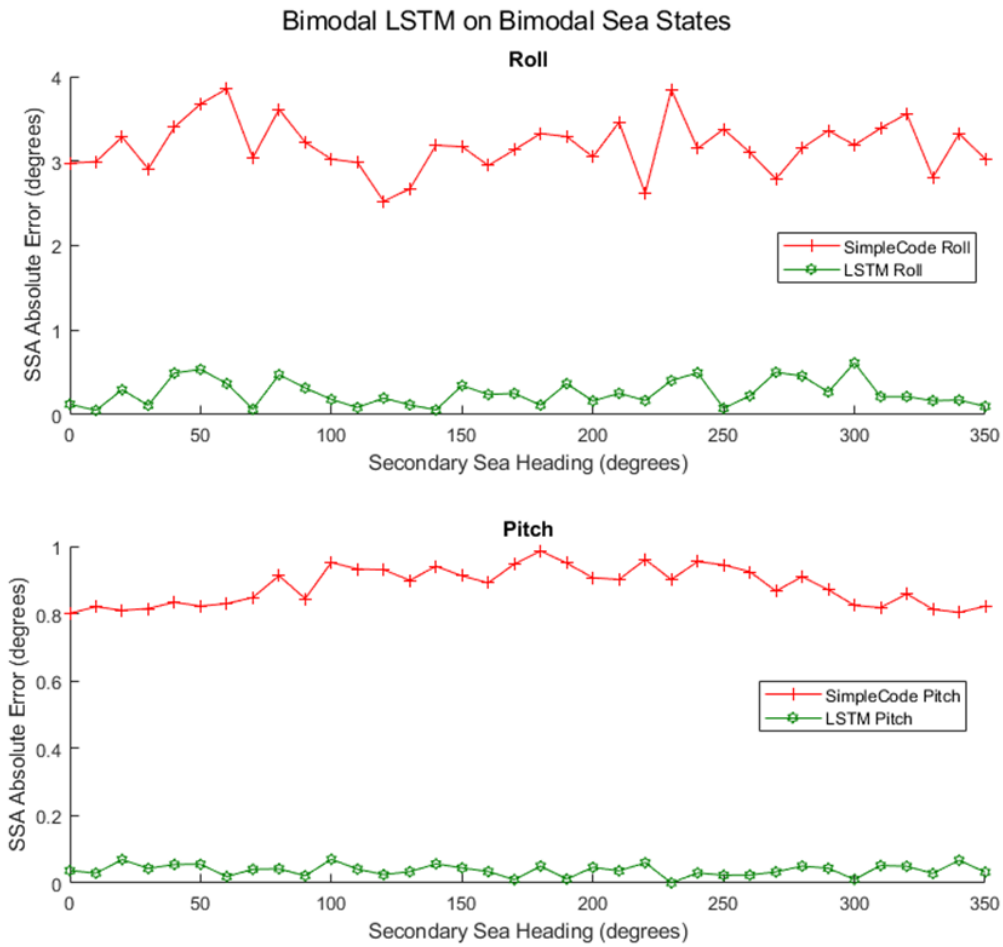 Bimodal LSTM on Bimodal Sea States
Roll
SSA Absolute Error (degrees)
4
3
2
1
0
SimpleCode Roll
LSTM Roll
0 50 100 150 200 250 300 350
Secondary Sea Heading (degrees)
Pitch
SSA Absolute Error (degrees)
1
0.8
0.6
0.4
0.2
0
SimpleCode Pitch
LSTM Pitch
0 50 100 150 200 250 300 350
Secondary Sea Heading (degrees)